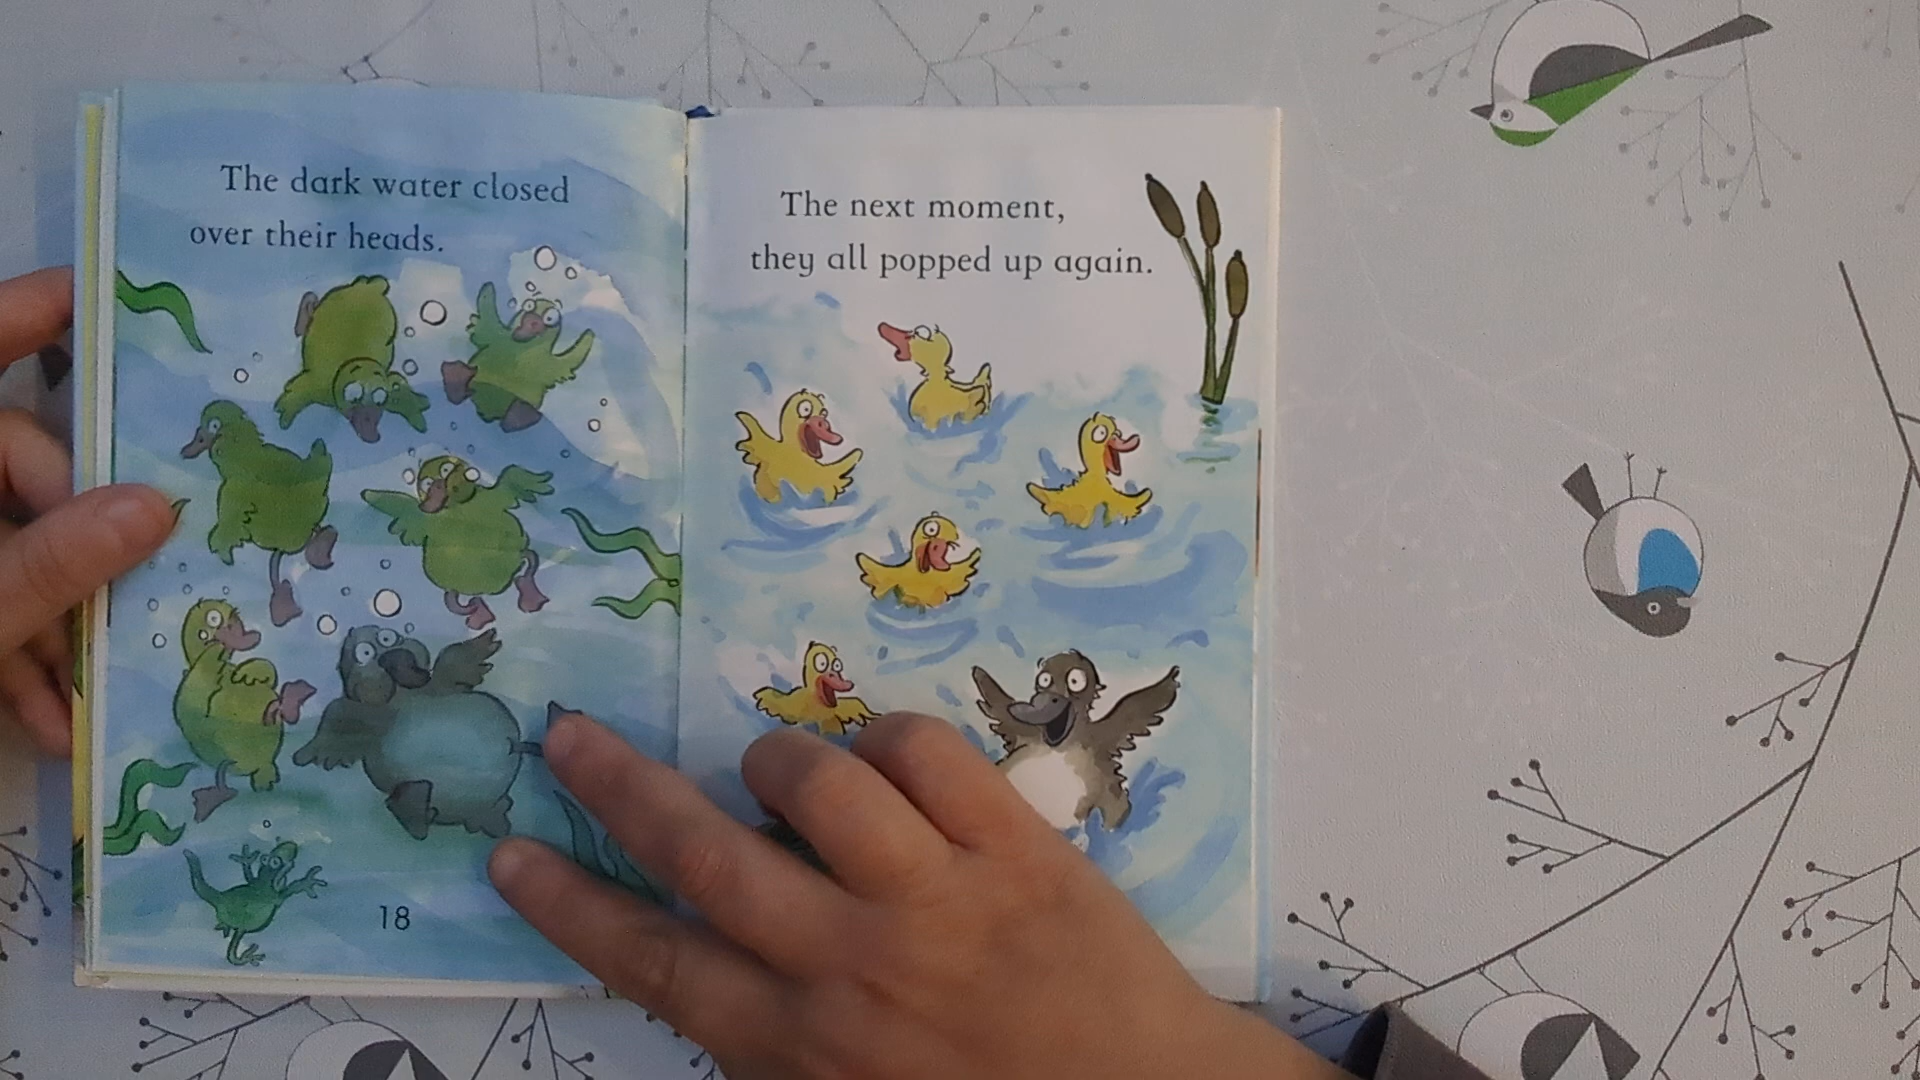 The dark water closed
over their heads.
18
The next moment,
they all popped up again.